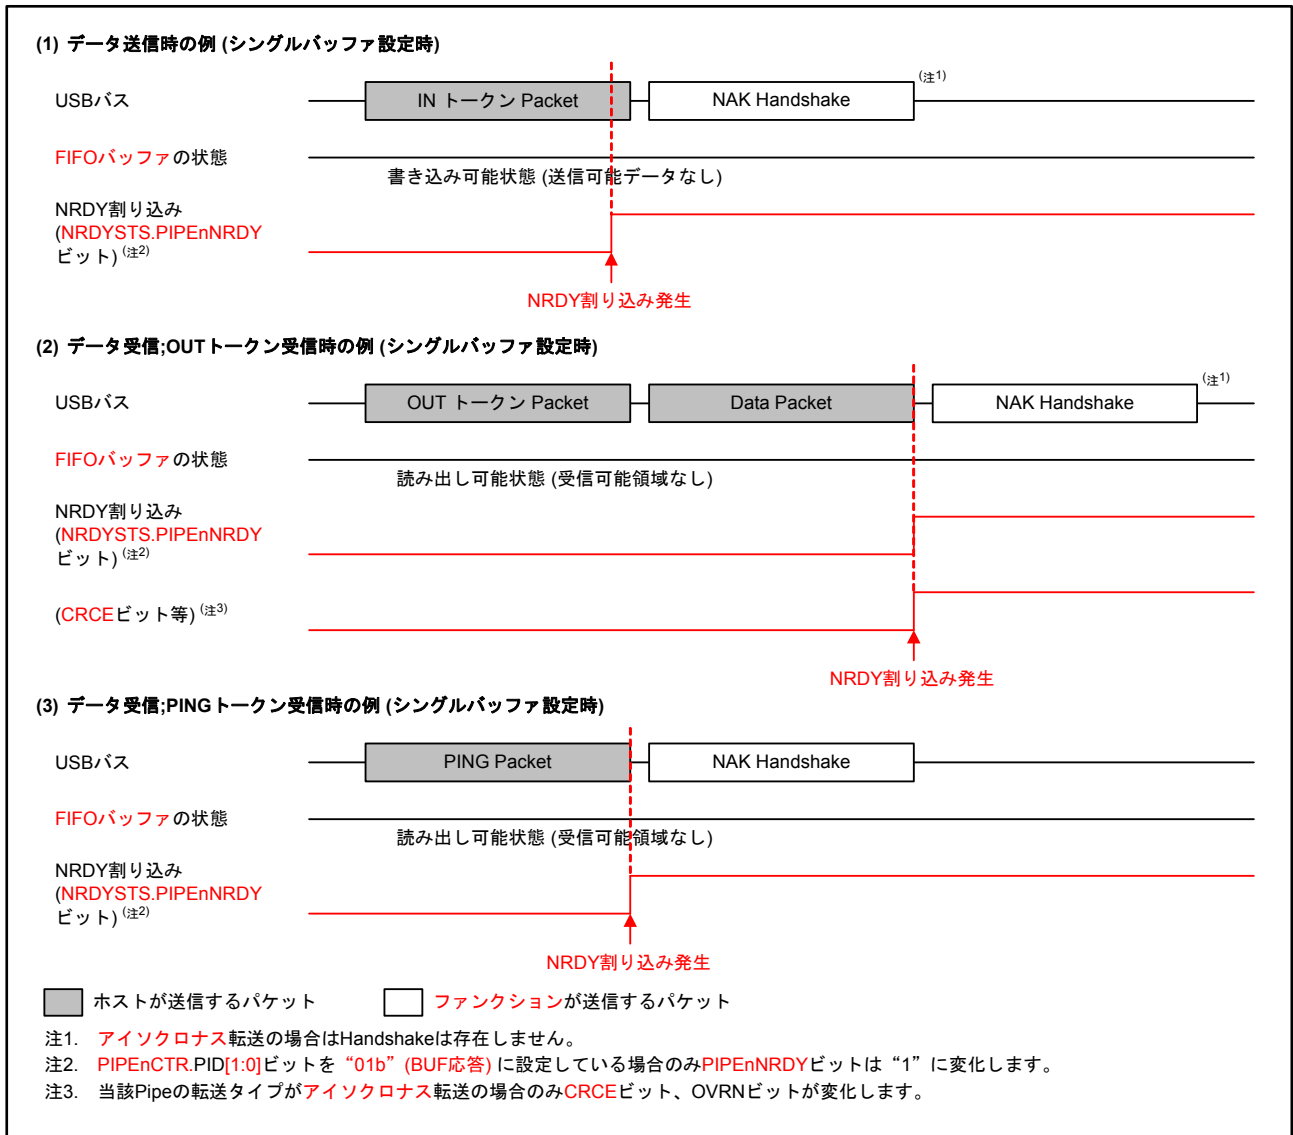 (1) データ送信時の例 (シングルバッファ設定時)
USBバス
IN トークン Packet
NAK Handshake
(注1)
FIFOバッファの状態
書き込み可能状態 (送信可能データなし)
NRDY割り込み
(NRDYSTS.PIPEnNRDY
ビット) (注2)
NRDY割り込み発生
(2) データ受信;OUTトークン受信時の例 (シングルバッファ設定時)
USBバス
OUT トークン Packet
Data Packet
NAK Handshake
(注1)
FIFOバッファの状態
読み出し可能状態 (受信可能領域なし)
NRDY割り込み
(NRDYSTS.PIPEnNRDY
ビット) (注2)
(CRCEビット等) (注3)
NRDY割り込み発生
(3) データ受信;PINGトークン受信時の例 (シングルバッファ設定時)
USBバス
PING Packet
NAK Handshake
FIFOバッファの状態
読み出し可能状態 (受信可能領域なし)
NRDY割り込み
(NRDYSTS.PIPEnNRDY
ビット) (注2)
NRDY割り込み発生
ホストが送信するパケット
ファンクションが送信するパケット
注1. アイソクロナス転送の場合はHandshakeは存在しません。
注2. PIPEnCTR.PID[1:0]ビットを“01b”(BUF応答) に設定している場合のみPIPEnNRDYビットは“1”に変化します。
注3. 当該Pipeの転送タイプがアイソクロナス転送の場合のみCRCEビット、OVRNビットが変化します。